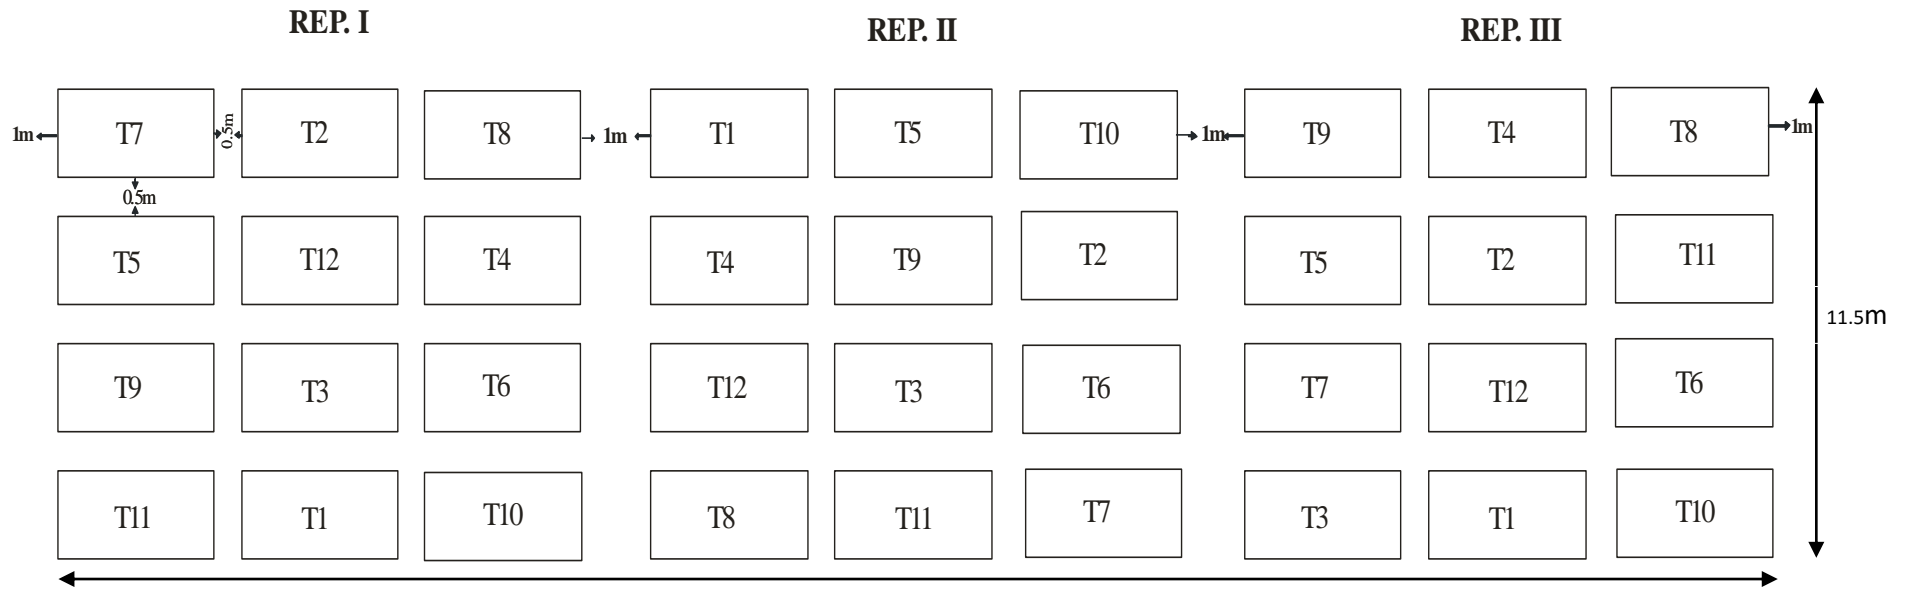 REP. I REP. II REP. III
1m T7 0.5m T2 T8 1m T1 T5 T10 1m T9 T4 T8 1m
0.5m
T5 T12 T4 T4 T9 T2 T5 T2 T11
11.5m
T9 T3 T6 T12 T3 T6 T7 T12 T6
T11 T1 T10 T8 T11 T7 T3 T1 T10